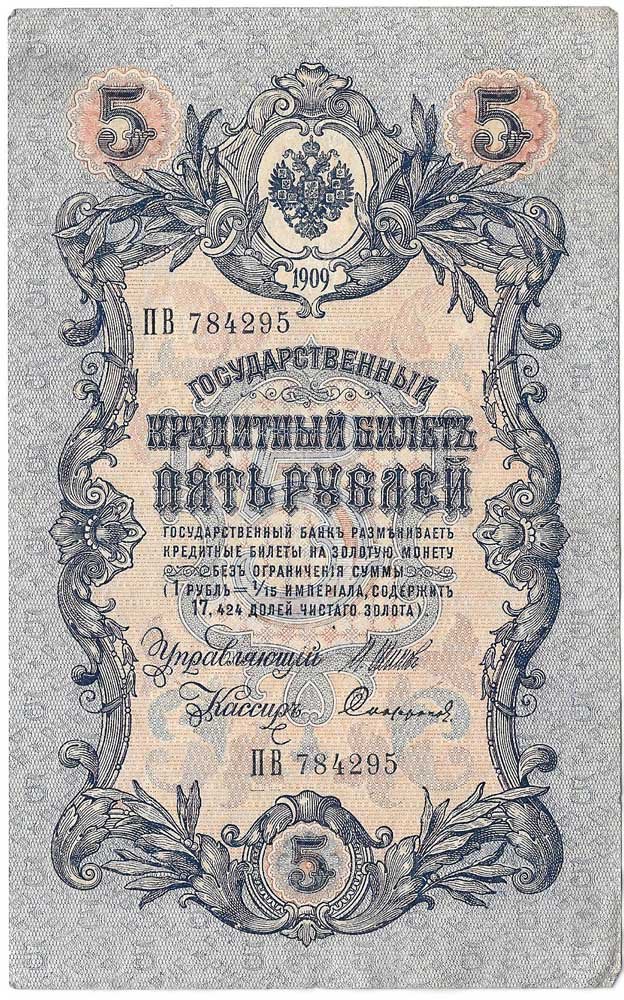 5 5
1909
ПВ 784295
ГОСУДАРСТВЕННЫЙ
КРЕДИТНЫЙ БИЛЕТЪ
ПЯТЬ РУБЛЕЙ
ГОСУДАРСТВЕННЫЙ БАНКЪ РАЗМѢНИВАЕТЪ
КРЕДИТНЫЕ БИЛЕТЫ НА ЗОЛОТУЮ МОНЕТУ
БЕЗЪ ОГРАНИЧЕНІЯ СУММЫ
(1 РУБЛЬ = 1/15 ИМПЕРІАЛА, СОДЕРЖИТЪ
17,424 ДОЛЕЙ ЧИСТАГО ЗОЛОТА).
Управляющій
Кассиръ
ПВ 784295
5